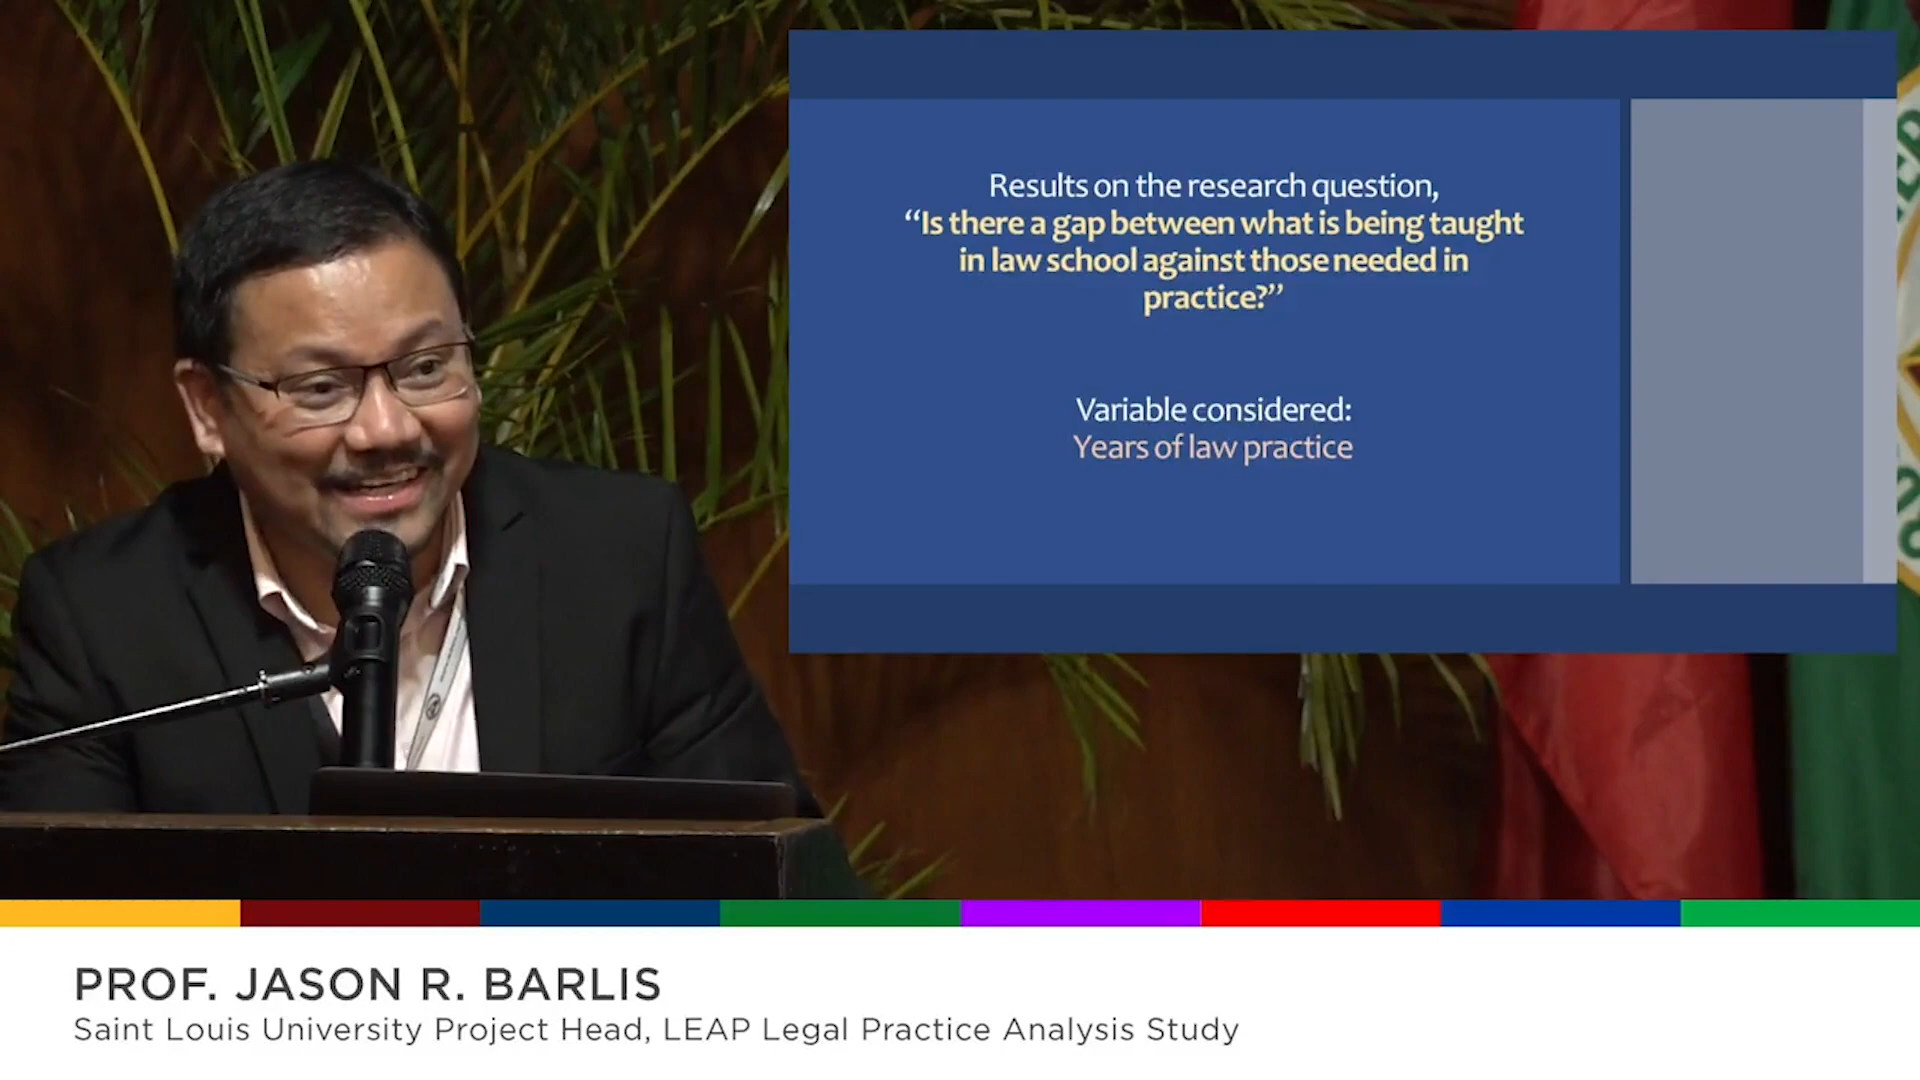 Results on the research question,
“Is there a gap between what is being taught
in law school against those needed in
practice?”
Variable considered:
Years of law practice
PROF. JASON R. BARLIS
Saint Louis University Project Head, LEAP Legal Practice Analysis Study